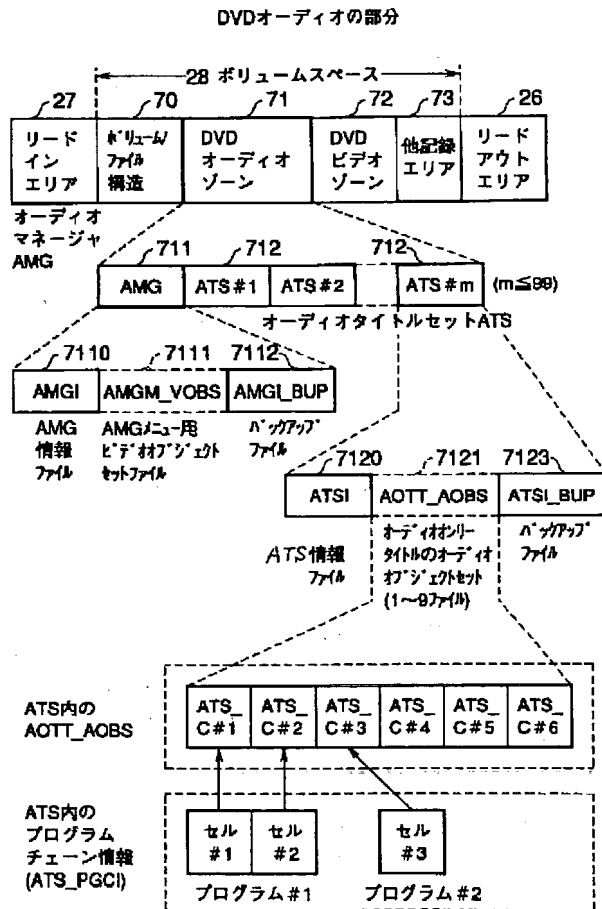 DVDオーディオの部分
28 ボリュームスペース
27
70
71
72
73
26
リード
イン
エリア
ボリューム/
ファイル
構造
DVD
オーディオ
ゾーン
DVD
ビデオ
ゾーン
他記録
エリア
リード
アウト
エリア
オーディオ
マネージャ
AMG
711
712
712
AMG
ATS#1
ATS#2
ATS#m
(m≦99)
オーディオタイトルセットATS
7110
7111
7112
AMGI
AMGM_VOBS
AMGI_BUP
AMG
情報
ファイル
AMGメニュー用
ビデオオブジェクト
セットファイル
バックアップ
ファイル
7120
7121
7123
ATSI
AOTT_AOBS
ATSI_BUP
ATS情報
ファイル
オーディオオンリー
タイトルのオーディオ
オブジェクトセット
(1〜9ファイル)
バックアップ
ファイル
ATS内の
AOTT_AOBS
ATS_
C#1
ATS_
C#2
ATS_
C#3
ATS_
C#4
ATS_
C#5
ATS_
C#6
ATS内の
プログラム
チェーン情報
(ATS_PGCI)
セル
#1
セル
#2
セル
#3
プログラム#1
プログラム#2